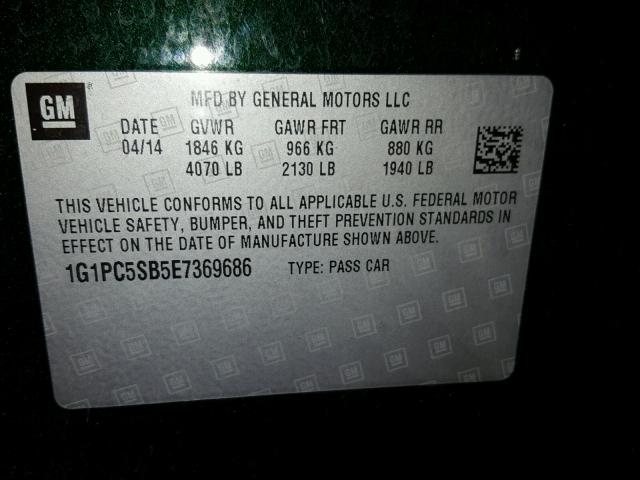 GM
MFD BY GENERAL MOTORS LLC
DATE GVWR GAWR FRT GAWR RR
04/14 1846 KG 966 KG 880 KG
4070 LB 2130 LB 1940 LB
THIS VEHICLE CONFORMS TO ALL APPLICABLE U.S. FEDERAL MOTOR
VEHICLE SAFETY, BUMPER, AND THEFT PREVENTION STANDARDS IN
EFFECT ON THE DATE OF MANUFACTURE SHOWN ABOVE.
1G1PC5SB5E7369686 TYPE: PASS CAR